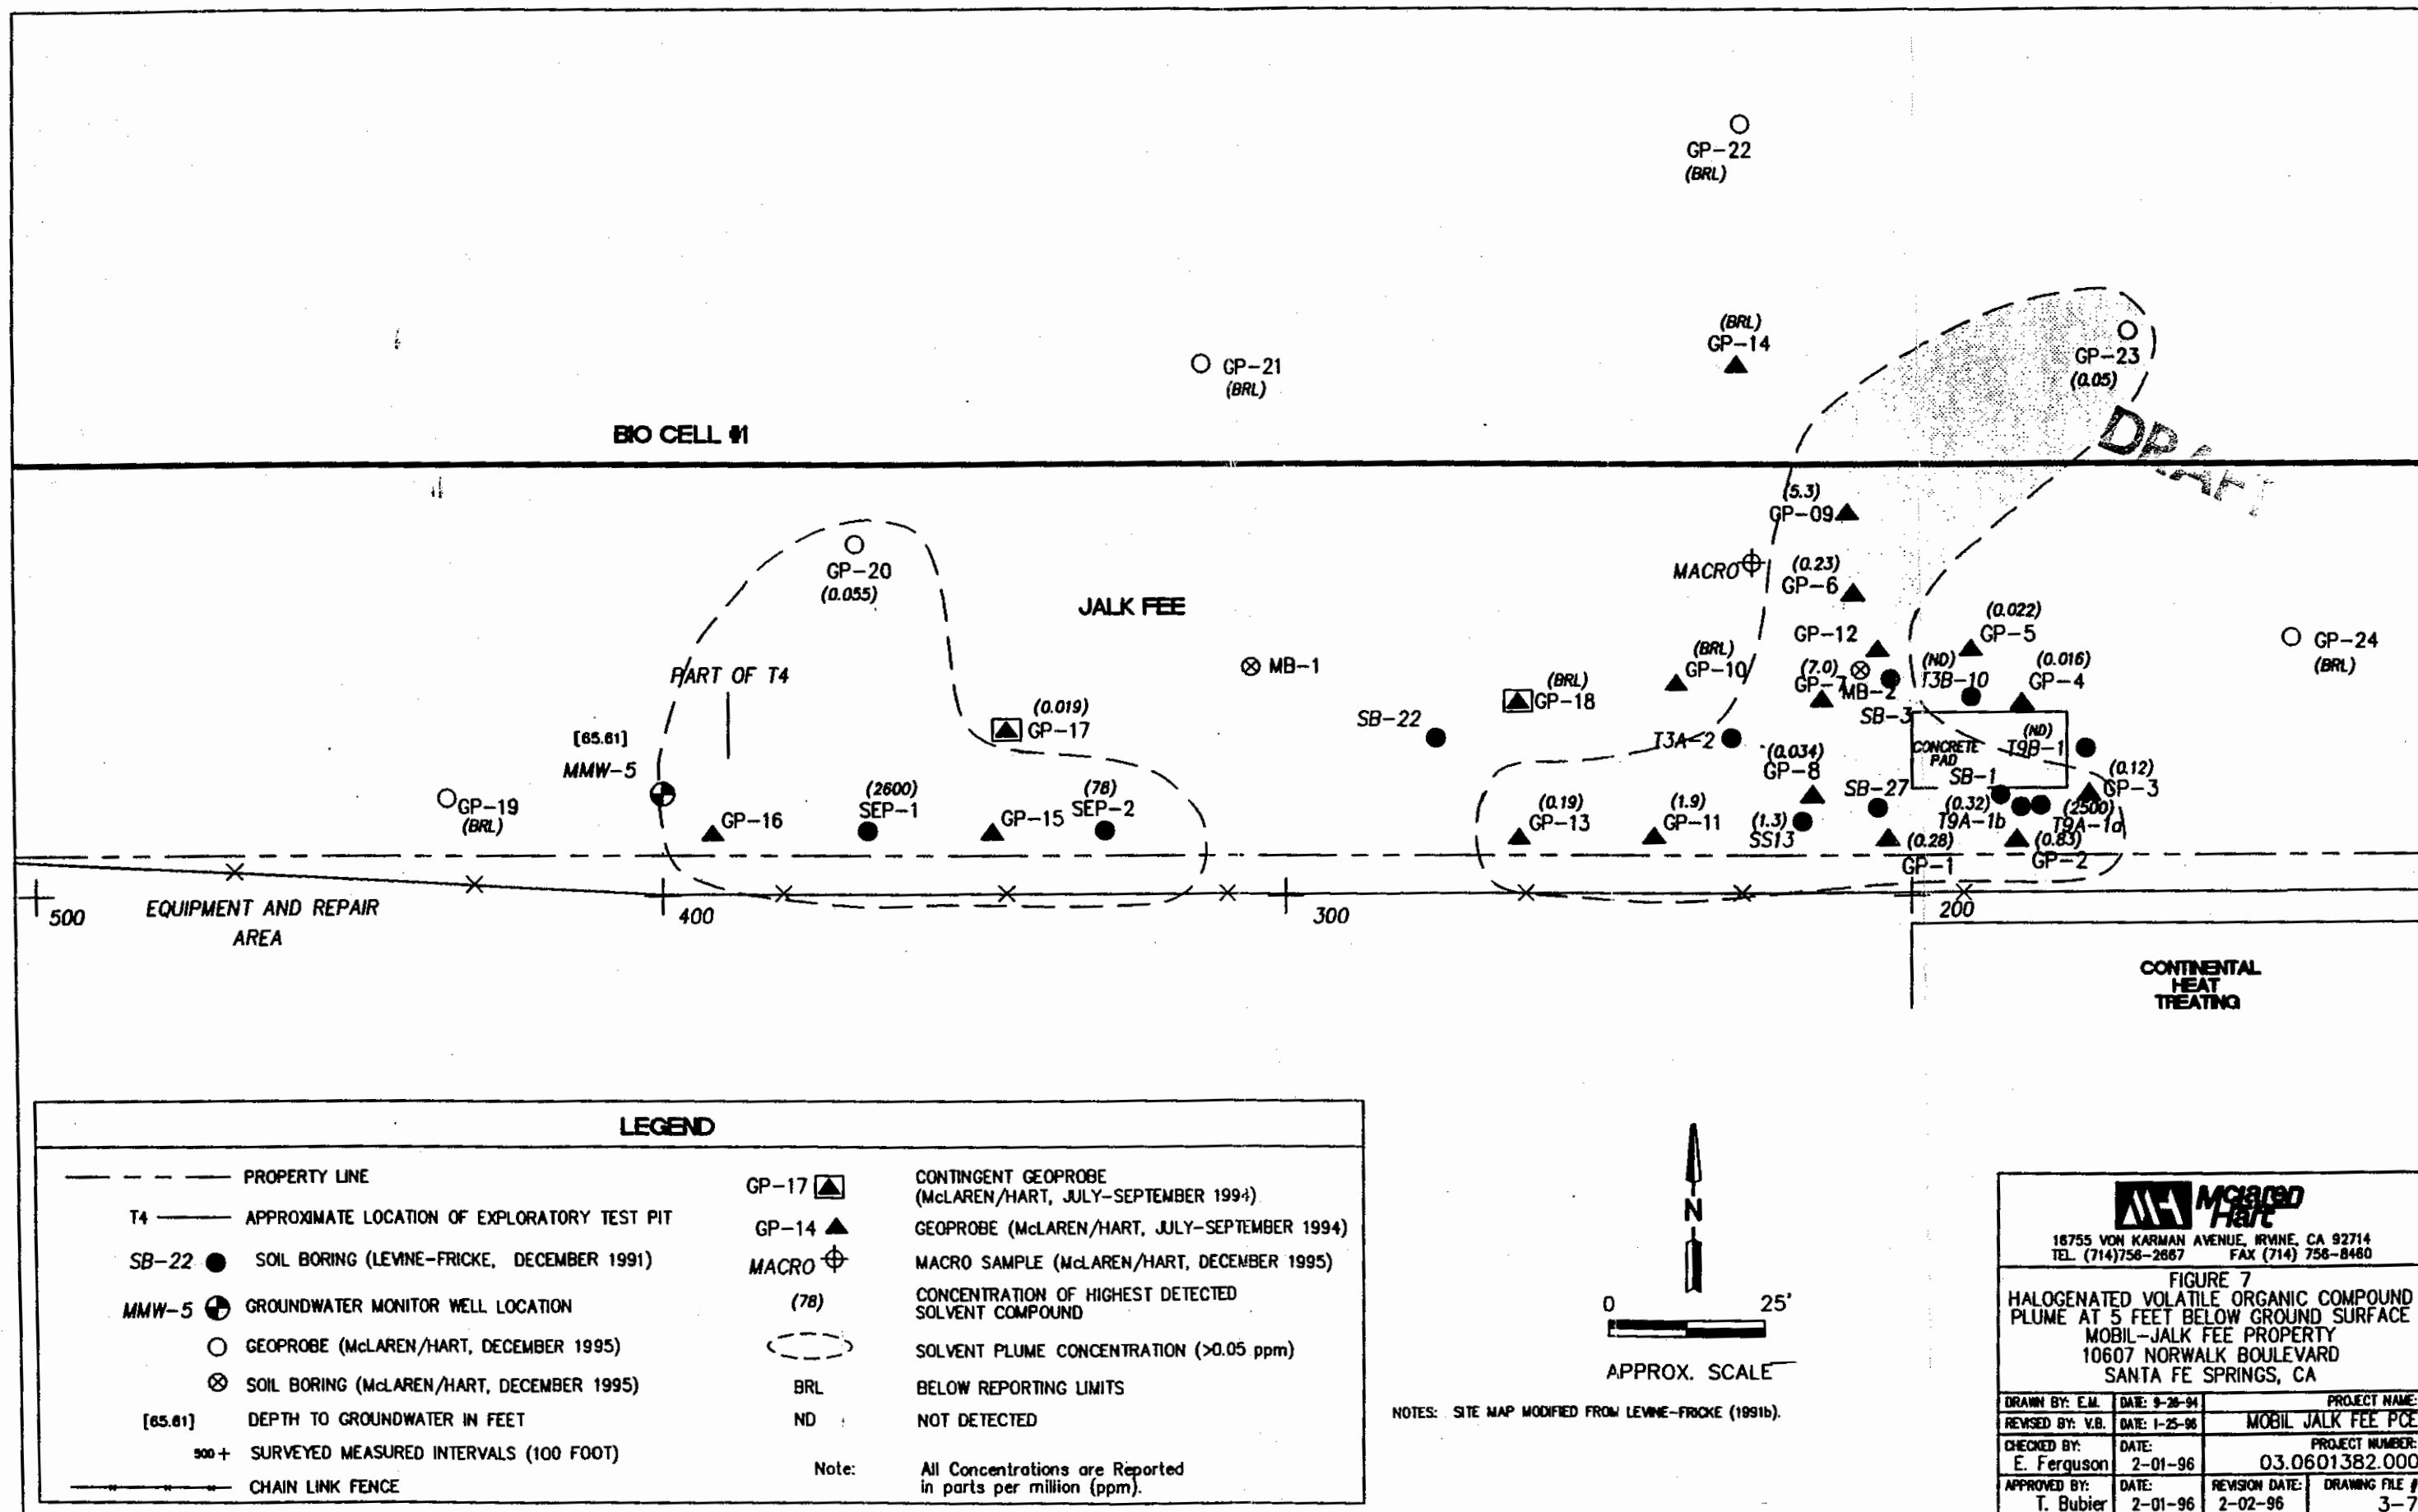 GP-22
(BRL)
(BRL)
GP-14
GP-21
(BRL)
GP-23
(0.05)
BIO CELL #1
DRAFT
(5.3)
GP-09
MACRO
(0.23)
GP-6
GP-20
(0.055)
JALK FEE
(0.022)
GP-5
GP-12
GP-24
(BRL)
MB-1
(BRL)
GP-10
(7.0)
GP-7
MB-2
(ND)
T3B-10
(0.016)
GP-4
PART OF T4
(BRL)
GP-18
(0.019)
GP-17
SB-22
SB-3
T3A-2
(ND)
T9B-1
CONCRETE
PAD
[65.61]
MMW-5
(0.034)
GP-8
SB-27
SB-1
(0.12)
GP-3
GP-19
(BRL)
GP-16
(2600)
SEP-1
GP-15
(78)
SEP-2
(0.19)
GP-13
(1.9)
GP-11
(1.3)
SS13
(0.32)
T9A-1b
(2500)
T9A-1a
(0.28)
GP-1
(0.83)
GP-2
500
400
300
200
EQUIPMENT AND REPAIR
AREA
CONTINENTAL
HEAT
TREATING
LEGEND
PROPERTY LINE
T4 APPROXIMATE LOCATION OF EXPLORATORY TEST PIT
SB-22 SOIL BORING (LEVINE-FRICKE, DECEMBER 1991)
MMW-5 GROUNDWATER MONITOR WELL LOCATION
GEOPROBE (McLAREN/HART, DECEMBER 1995)
SOIL BORING (McLAREN/HART, DECEMBER 1995)
[65.61] DEPTH TO GROUNDWATER IN FEET
500 + SURVEYED MEASURED INTERVALS (100 FOOT)
CHAIN LINK FENCE
GP-17 CONTINGENT GEOPROBE
(McLAREN/HART, JULY-SEPTEMBER 1994)
GP-14 GEOPROBE (McLAREN/HART, JULY-SEPTEMBER 1994)
MACRO MACRO SAMPLE (McLAREN/HART, DECEMBER 1995)
(78) CONCENTRATION OF HIGHEST DETECTED
SOLVENT COMPOUND
SOLVENT PLUME CONCENTRATION (>0.05 ppm)
BRL BELOW REPORTING LIMITS
ND NOT DETECTED
Note: All Concentrations are Reported
in parts per million (ppm).
N
0 25'
APPROX. SCALE
NOTES: SITE MAP MODIFIED FROM LEVINE-FRICKE (1991b).
McLaren
Hart
16755 VON KARMAN AVENUE, IRVINE, CA 92714
TEL (714)756-2667 FAX (714) 756-8460
FIGURE 7
HALOGENATED VOLATILE ORGANIC COMPOUND
PLUME AT 5 FEET BELOW GROUND SURFACE
MOBIL-JALK FEE PROPERTY
10607 NORWALK BOULEVARD
SANTA FE SPRINGS, CA
DRAWN BY: E.M. DATE: 9-26-94 PROJECT NAME:
REVISED BY: V.B. DATE: 1-25-96 MOBIL JALK FEE PCE
CHECKED BY: DATE: PROJECT NUMBER:
E. Ferguson 2-01-96 03.0601382.000
APPROVED BY: DATE: REVISION DATE: DRAWING FILE #
T. Bubier 2-01-96 2-02-96 3-7